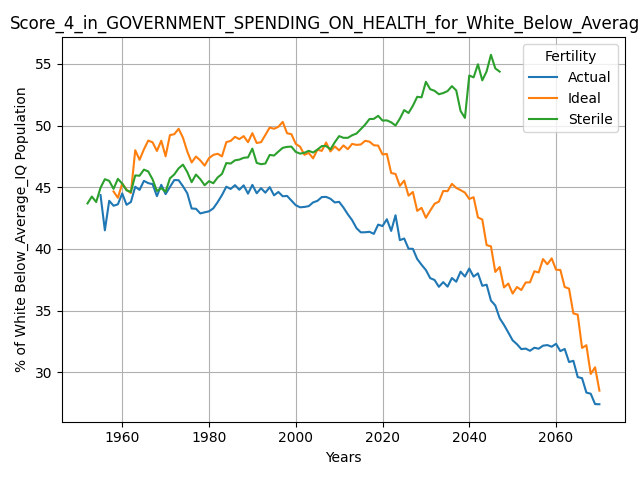 Score_4_in_GOVERNMENT_SPENDING_ON_HEALTH_for_White_Below_Averag
% of White Below_Average_IQ Population
55
50
45
40
35
30
Fertility
Actual
Ideal
Sterile
1960
1980
2000
2020
2040
2060
Years